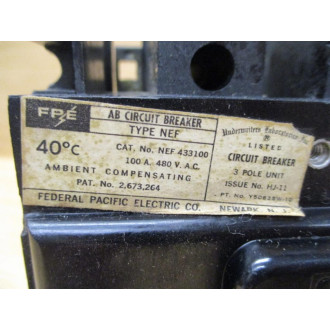 FPE
AB CIRCUIT BREAKER
TYPE NEF
40°C
CAT. No. NEF 433100
100 A. 480 V. A.C.
AMBIENT COMPENSATING
PAT. No. 2,673,264
FEDERAL PACIFIC ELECTRIC CO.
NEWARK N. J.
Underwriters Laboratories, Inc.
LISTED
CIRCUIT BREAKER
3 POLE UNIT
ISSUE No. HJ-11